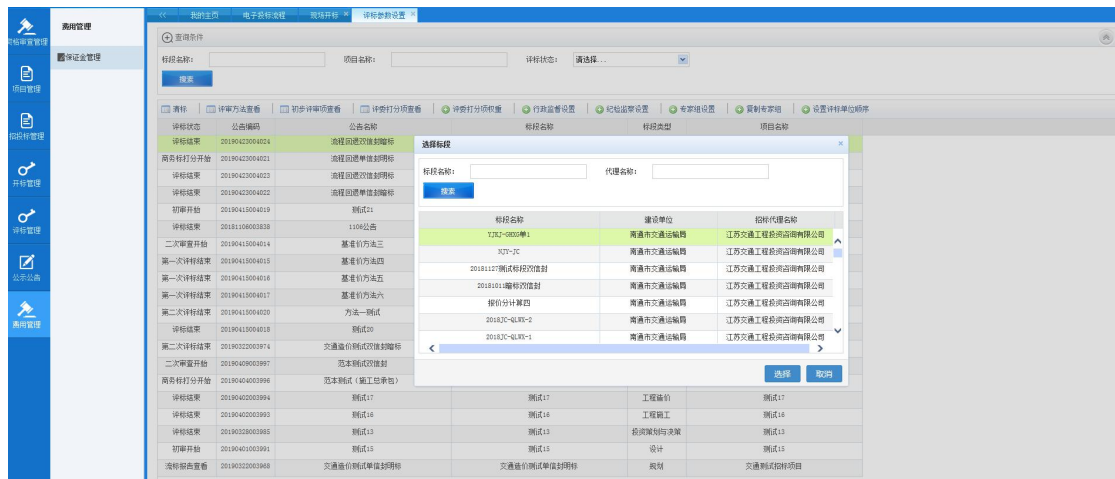 << 我的主页 电子投标流程 现场开标 × 评标参数设置 ×
费用管理
保证金管理
资格审查管理
项目管理
招投标管理
开标管理
评标管理
公示公告
费用管理
查询条件
标段名称： 项目名称： 评标状态： 请选择...
搜索
清标 评审方法查看 初步评审项查看 评委打分项查看 评委打分项权重 行政监督设置 纪检监察设置 专家组设置 复制专家组 设置评标单位顺序
评标状态 公告编码 公告名称 标段名称 标段类型 项目名称
评标结束 20190423004024 流程回退双信封暗标
商务标打分开始 20190423004021 流程回退单信封明标
评标结束 20190423004023 流程回退双信封明标
评标结束 20190423004022 流程回退单信封暗标
初审开始 20190415004019 测试21
评标结束 20181106003838 1106公告
二次审查开始 20190415004014 基准价方法三
第一次评标结束 20190415004015 基准价方法四
第一次评标结束 20190415004016 基准价方法五
第一次评标结束 20190415004017 基准价方法六
第二次评标结束 20190415004020 方法一测试
评标结束 20190415004018 测试20
第二次评标结束 20190322003974 交通造价测试双信封暗标
二次审查开始 20190409003997 范本测试双信封
商务标打分开始 20190404003996 范本测试（施工总承包）
评标结束 20190402003994 测试17 测试17 工程造价 测试17
评标结束 20190402003993 测试16 测试16 工程施工 测试16
评标结束 20190328003985 测试13 测试13 投资策划与决策 测试13
初审开始 20190401003991 测试15 测试15 设计 测试15
流标报告查看 20190322003968 交通造价测试单信封明标 交通造价测试单信封明标 规划 交通测试招标项目
选择标段 ×
标段名称： 代理名称：
搜索
标段名称 建设单位 招标代理名称
YJKJ-GHXG单1 南通市交通运输局 江苏交通工程投资咨询有限公司
NJY-JC 南通市交通运输局 江苏交通工程投资咨询有限公司
20181127测试标段双信封 南通市交通运输局 江苏交通工程投资咨询有限公司
20181011暗标双信封 南通市交通运输局 江苏交通工程投资咨询有限公司
报价分计算四 南通市交通运输局 江苏交通工程投资咨询有限公司
2018JC-QLWX-2 南通市交通运输局 江苏交通工程投资咨询有限公司
2018JC-QLWX-1 南通市交通运输局 江苏交通工程投资咨询有限公司
选择 取消